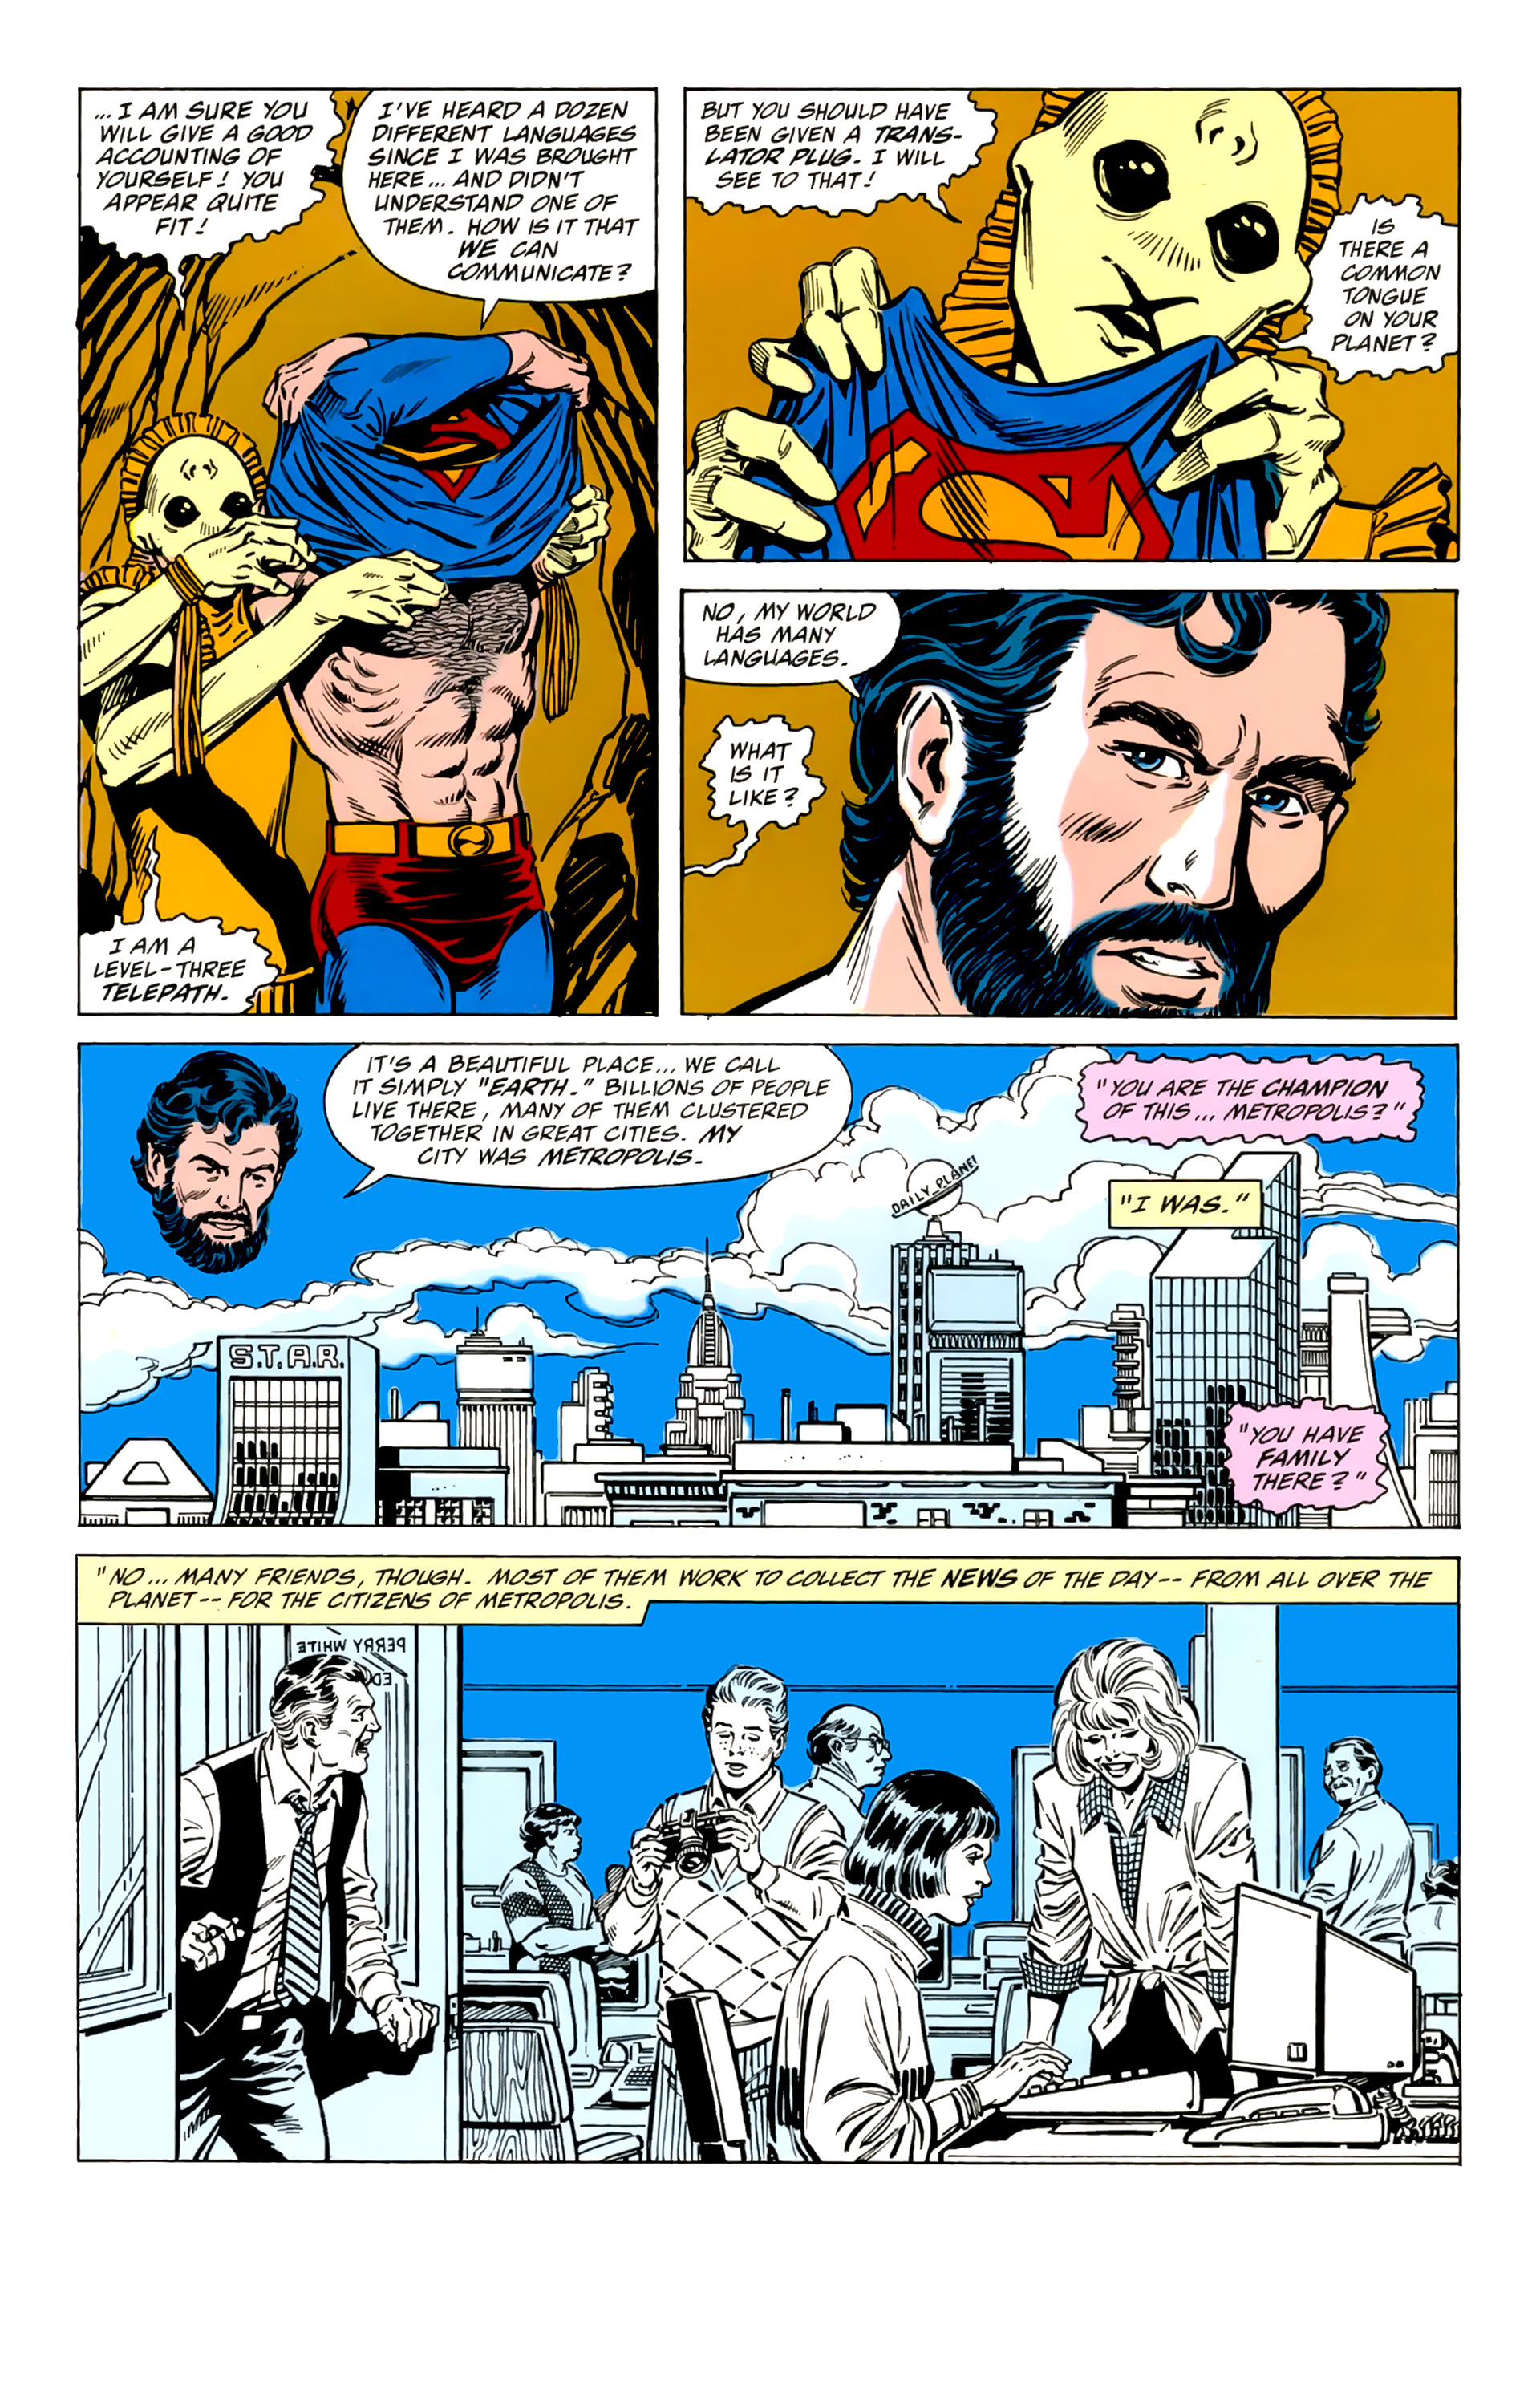 ... I AM SURE YOU
WILL GIVE A GOOD
ACCOUNTING OF
YOURSELF! YOU
APPEAR QUITE
FIT!
I'VE HEARD A DOZEN
DIFFERENT LANGUAGES
SINCE I WAS BROUGHT
HERE... AND DIDN'T
UNDERSTAND ONE OF
THEM. HOW IS IT THAT
WE CAN
COMMUNICATE?
I AM A
LEVEL-THREE
TELEPATH.
BUT YOU SHOULD HAVE
BEEN GIVEN A TRANS-
LATOR PLUG. I WILL
SEE TO THAT!
IS
THERE A
COMMON
TONGUE
ON YOUR
PLANET?
S
NO, MY WORLD
HAS MANY
LANGUAGES.
WHAT
IS IT
LIKE?
IT'S A BEAUTIFUL PLACE... WE CALL
IT SIMPLY "EARTH." BILLIONS OF PEOPLE
LIVE THERE, MANY OF THEM CLUSTERED
TOGETHER IN GREAT CITIES. MY
CITY WAS METROPOLIS.
"YOU ARE THE CHAMPION
OF THIS... METROPOLIS?"
DAILY PLANET
"I WAS."
S.T.A.R.
"YOU HAVE
FAMILY
THERE?"
"NO... MANY FRIENDS, THOUGH. MOST OF THEM WORK TO COLLECT THE NEWS OF THE DAY-- FROM ALL OVER THE
PLANET-- FOR THE CITIZENS OF METROPOLIS.
PERRY WHITE
ED